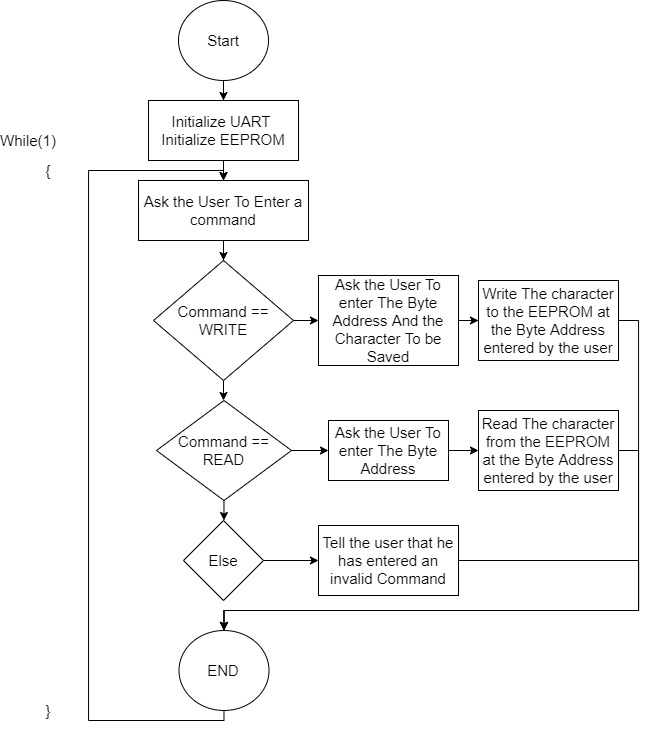 Start
Initialize UART
Initialize EEPROM
While(1)
{
Ask the User To Enter a
command
Command ==
WRITE
Ask the User To
enter The Byte
Address And the
Character To be
Saved
Write The character
to the EEPROM at
the Byte Address
entered by the user
Command ==
READ
Ask the User To
enter The Byte
Address
Read The character
from the EEPROM
at the Byte Address
entered by the user
Else
Tell the user that he
has entered an
invalid Command
END
}